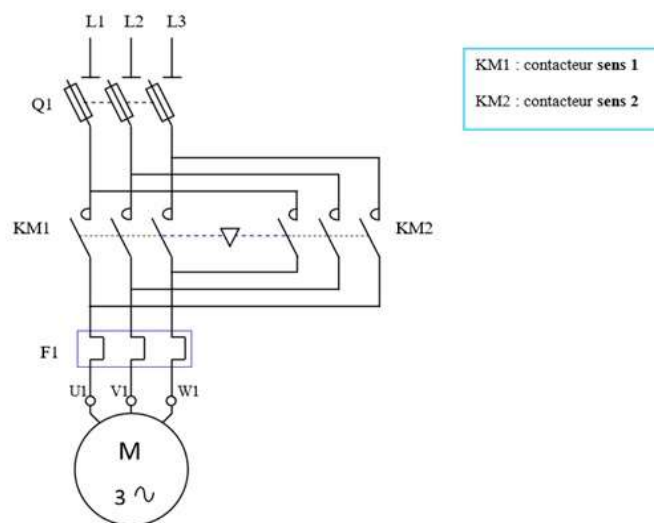 L1 L2 L3
KM1 : contacteur sens 1
KM2 : contacteur sens 2
Q1
KM1 KM2
F1
U1 V1 W1
M
3 ~